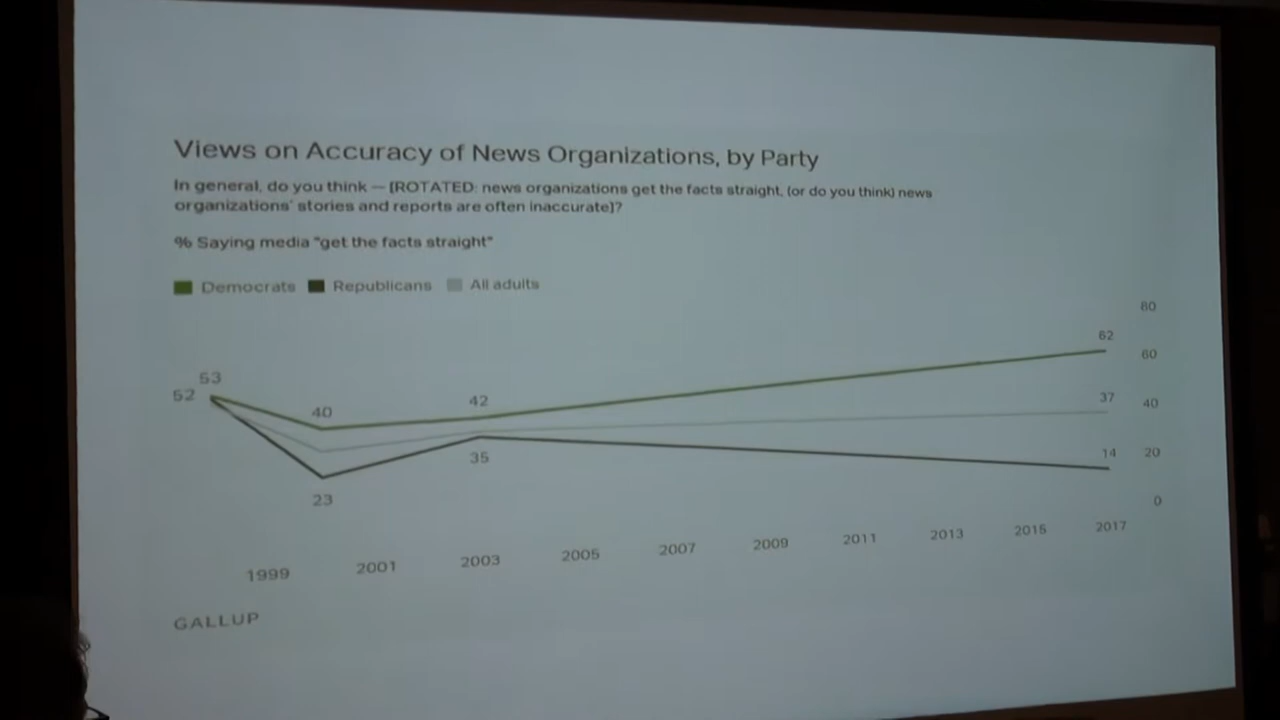 Views on Accuracy of News Organizations, by Party
In general, do you think — [ROTATED: news organizations get the facts straight, (or do you think) news
organizations' stories and reports are often inaccurate]?
% Saying media "get the facts straight"
Democrats Republicans All adults
80
62
60
53
52
40
42
37
40
35
14
20
23
0
1999 2001 2003 2005 2007 2009 2011 2013 2015 2017
GALLUP